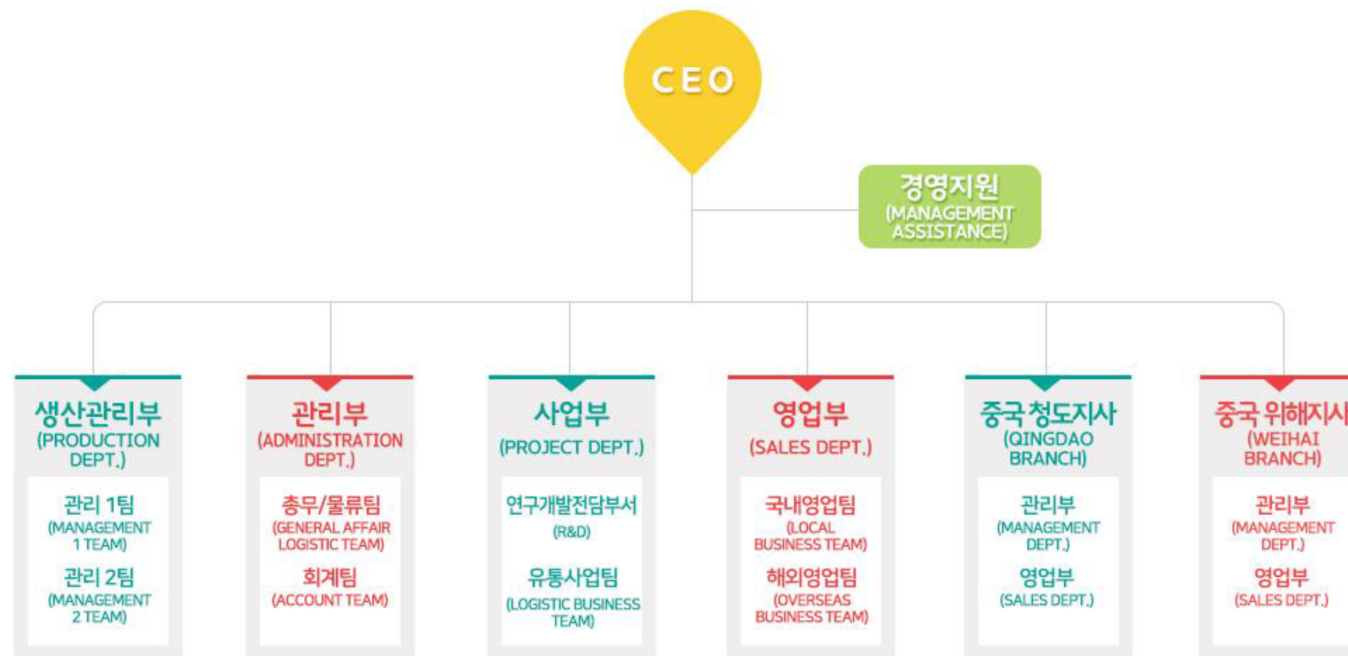 CEO
경영지원
(MANAGEMENT
ASSISTANCE)
생산관리부
(PRODUCTION
DEPT.)
관리 1팀
(MANAGEMENT
1 TEAM)
관리 2팀
(MANAGEMENT
2 TEAM)
관리부
(ADMINISTRATION
DEPT.)
총무/물류팀
(GENERAL AFFAIR
LOGISTIC TEAM)
회계팀
(ACCOUNT TEAM)
사업부
(PROJECT DEPT.)
연구개발전담부서
(R&D)
유통사업팀
(LOGISTIC BUSINESS
TEAM)
영업부
(SALES DEPT.)
국내영업팀
(LOCAL
BUSINESS TEAM)
해외영업팀
(OVERSEAS
BUSINESS TEAM)
중국 청도지사
(QINGDAO
BRANCH)
관리부
(MANAGEMENT
DEPT.)
영업부
(SALES DEPT.)
중국 위해지사
(WEIHAI
BRANCH)
관리부
(MANAGEMENT
DEPT.)
영업부
(SALES DEPT.)